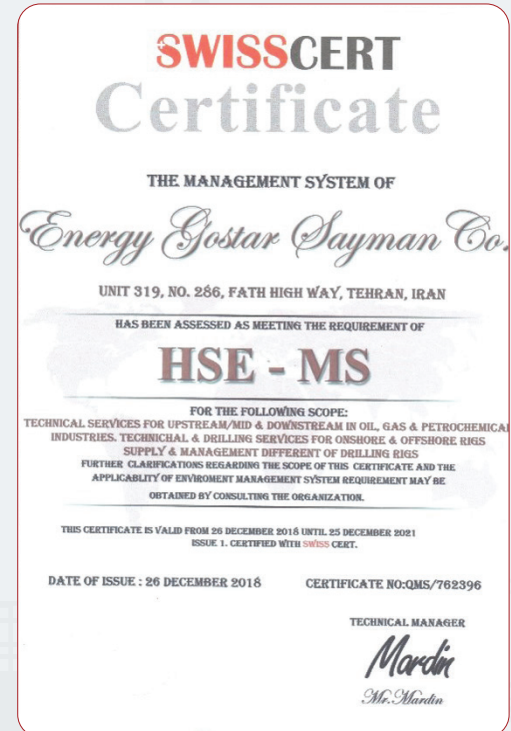 SWISSCERT
Certificate
THE MANAGEMENT SYSTEM OF
Energy Gostar Sayman Co.
UNIT 319, NO. 286, FATH HIGH WAY, TEHRAN, IRAN
HAS BEEN ASSESSED AS MEETING THE REQUIREMENT OF
HSE - MS
FOR THE FOLLOWING SCOPE:
TECHNICAL SERVICES FOR UPSTREAM/MID & DOWNSTREAM IN OIL, GAS & PETROCHEMICAL
INDUSTRIES. TECHNICHAL & DRILLING SERVICES FOR ONSHORE & OFFSHORE RIGS
SUPPLY & MANAGEMENT DIFFERENT OF DRILLING RIGS
FURTHER CLARIFICATIONS REGARDING THE SCOPE OF THIS CERTIFICATE AND THE
APPLICABLITY OF ENVIROMENT MANAGEMENT SYSTEM REQUIREMENT MAY BE
OBTAINED BY CONSULTING THE ORGANIZATION.
THIS CERTIFICATE IS VALID FROM 26 DECEMBER 2018 UNTIL 25 DECEMBER 2021
ISSUE 1. CERTIFIED WITH SWISS CERT.
DATE OF ISSUE : 26 DECEMBER 2018 CERTIFICATE NO:QMS/762396
TECHNICAL MANAGER
Mardin
Mr. Mardin